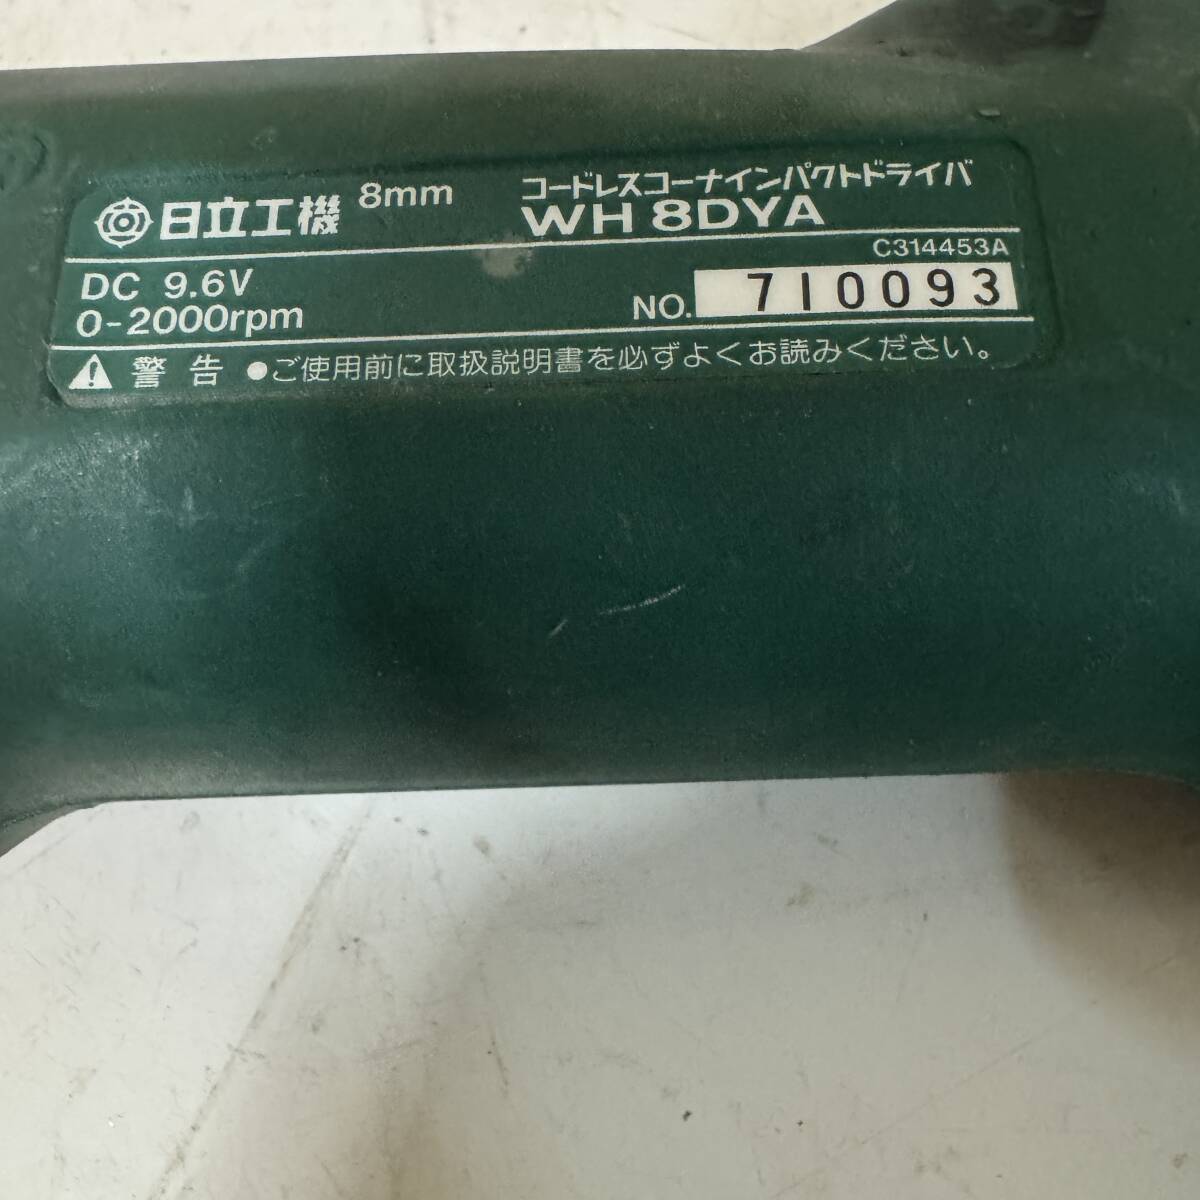 日立工機 8mm コードレスコーナインパクトドライバ
WH 8DYA
C314453A
DC 9.6V
0-2000rpm
NO. 710093
警告 ●ご使用前に取扱説明書を必ずよくお読みください。